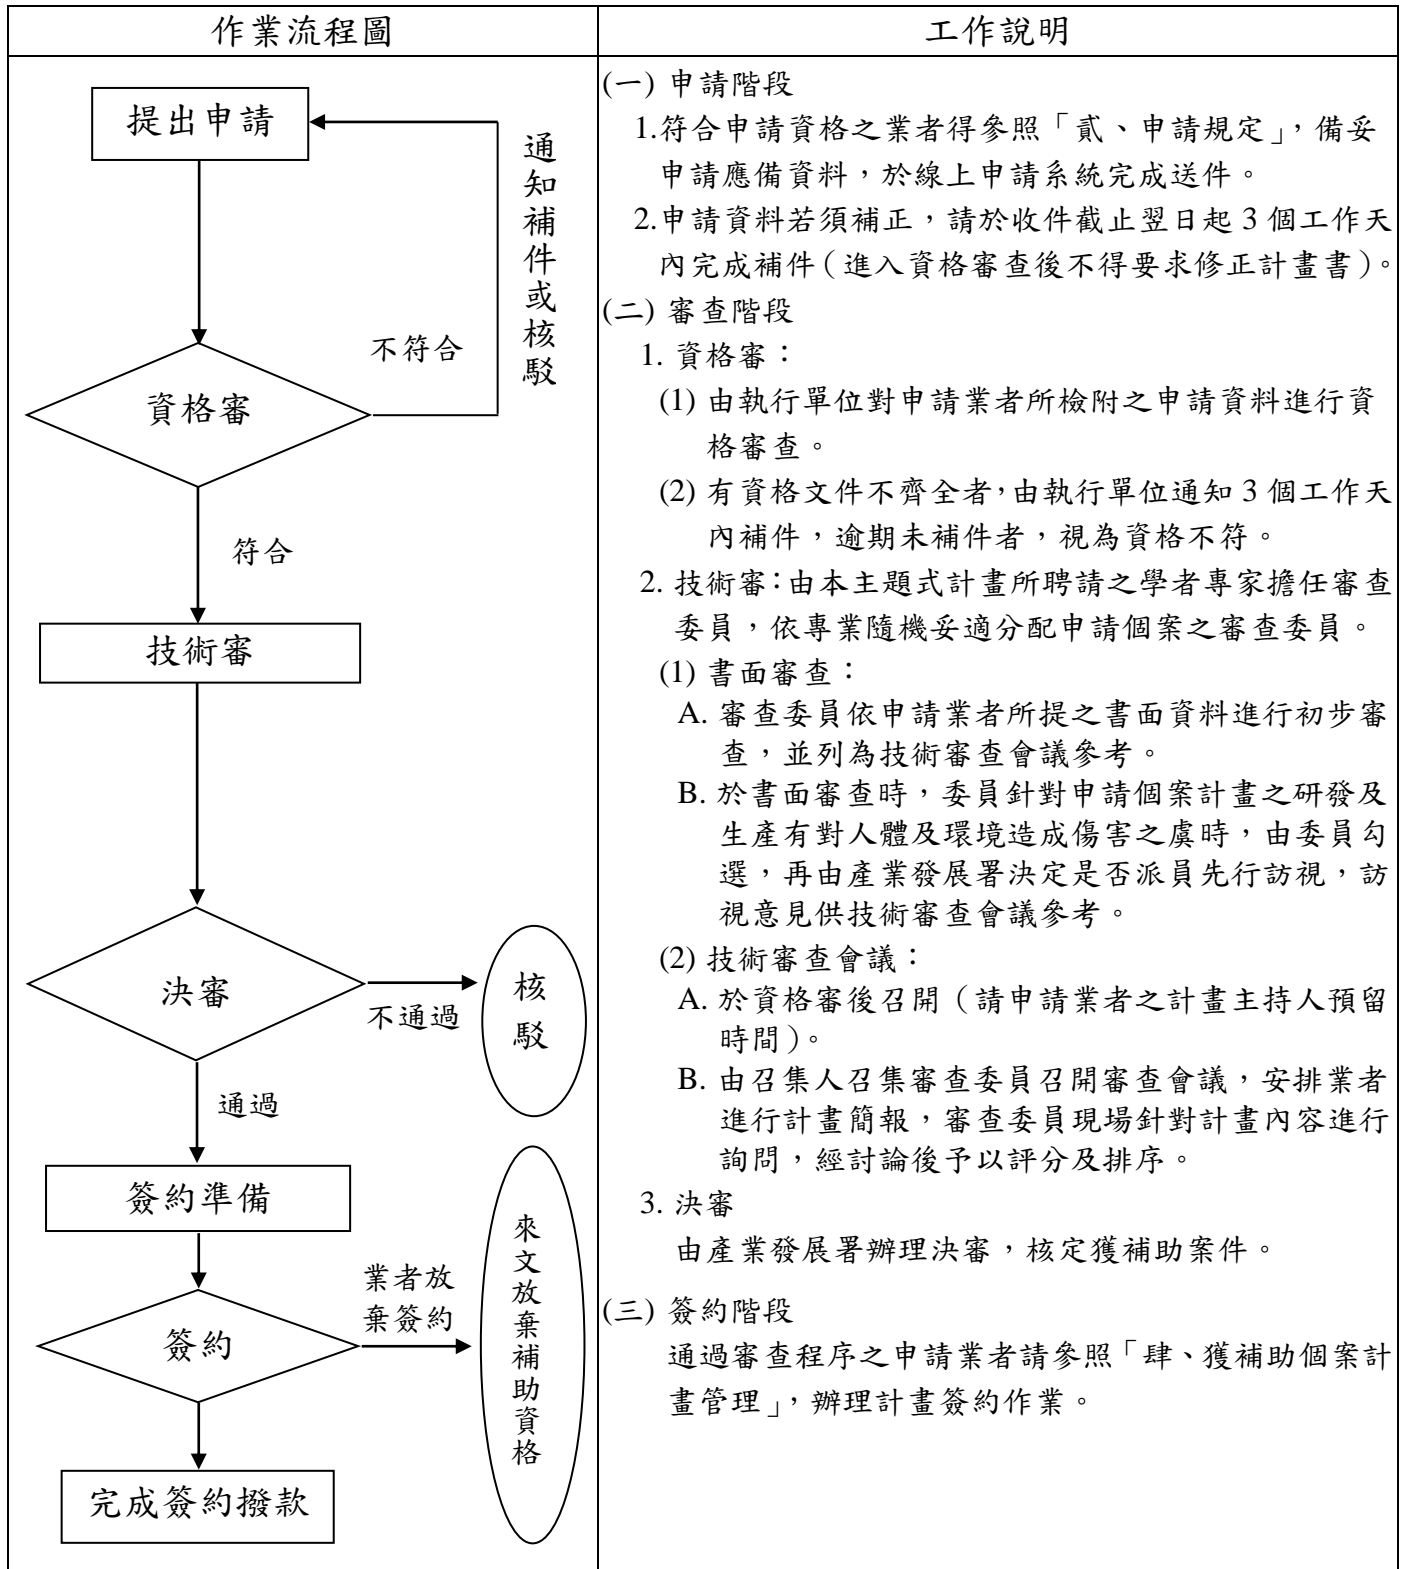 作業流程圖
工作說明
提出申請
通知補件或核駁
不符合
資格審
符合
技術審
決審
不通過
核駁
通過
簽約準備
業者放
棄簽約
來文放棄補助資格
簽約
完成簽約撥款
(一) 申請階段
1.符合申請資格之業者得參照「貳、申請規定」，備妥
申請應備資料，於線上申請系統完成送件。
2.申請資料若須補正，請於收件截止翌日起 3 個工作天
內完成補件（進入資格審查後不得要求修正計畫書）。
(二) 審查階段
1. 資格審：
(1) 由執行單位對申請業者所檢附之申請資料進行資
格審查。
(2) 有資格文件不齊全者，由執行單位通知 3 個工作天
內補件，逾期未補件者，視為資格不符。
2. 技術審：由本主題式計畫所聘請之學者專家擔任審查
委員，依專業隨機妥適分配申請個案之審查委員。
(1) 書面審查：
A. 審查委員依申請業者所提之書面資料進行初步審
查，並列為技術審查會議參考。
B. 於書面審查時，委員針對申請個案計畫之研發及
生產有對人體及環境造成傷害之虞時，由委員勾
選，再由產業發展署決定是否派員先行訪視，訪
視意見供技術審查會議參考。
(2) 技術審查會議：
A. 於資格審後召開（請申請業者之計畫主持人預留
時間）。
B. 由召集人召集審查委員召開審查會議，安排業者
進行計畫簡報，審查委員現場針對計畫內容進行
詢問，經討論後予以評分及排序。
3. 決審
由產業發展署辦理決審，核定獲補助案件。
(三) 簽約階段
通過審查程序之申請業者請參照「肆、獲補助個案計
畫管理」，辦理計畫簽約作業。